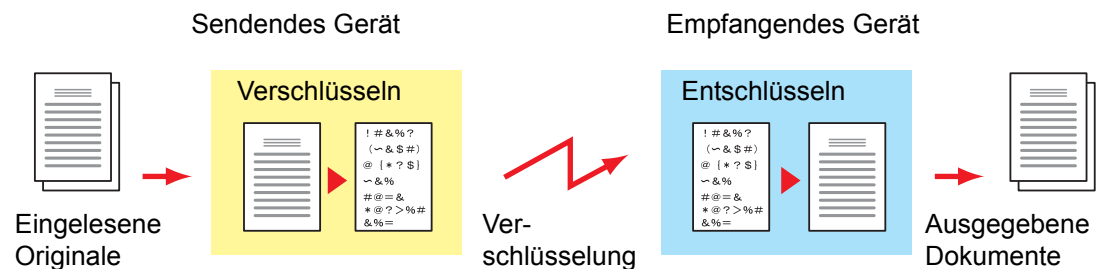 Sendendes Gerät
Empfangendes Gerät
Verschlüsseln
Entschlüsseln
!#&%?
(∽&$#)
@{*?$}
∽&%
#@=&
*@?>%#
&%=
!#&%?
(∽&$#)
@{*?$}
∽&%
#@=&
*@?>%#
&%=
Eingelesene
Originale
Ver-
schlüsselung
Ausgegebene
Dokumente